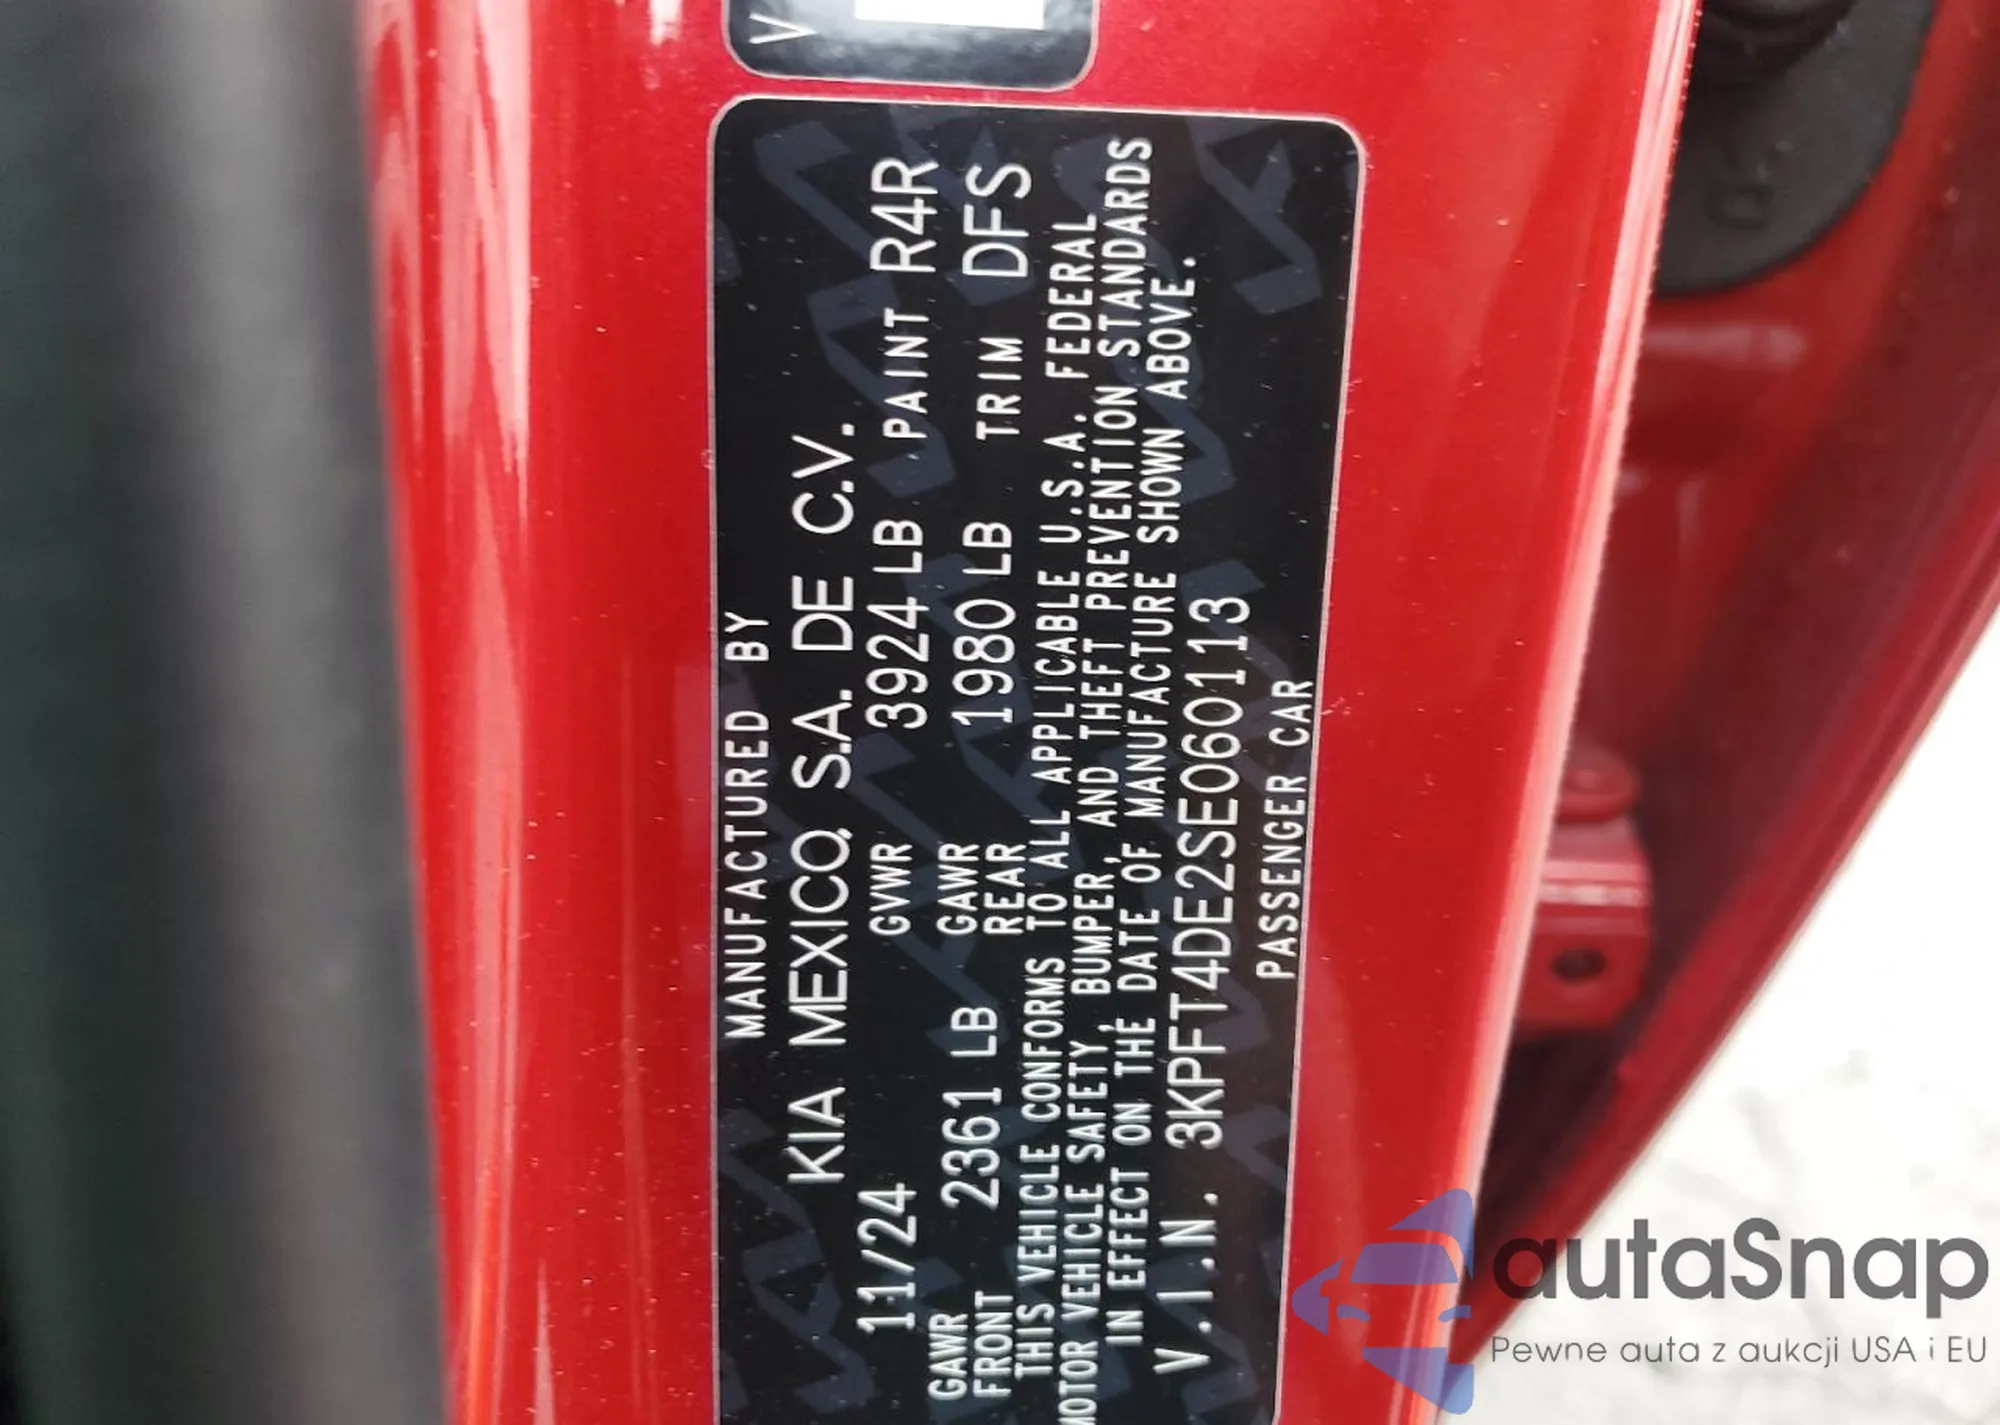 V
MANUFACTURED BY
KIA MEXICO, S.A. DE C.V.
11/24 GVWR 3924 LB PAINT R4R
GAWR FRONT 2361 LB GAWR REAR 1980 LB TRIM DFS
THIS VEHICLE CONFORMS TO ALL APPLICABLE U.S.A. FEDERAL
MOTOR VEHICLE SAFETY, BUMPER, AND THEFT PREVENTION STANDARDS
IN EFFECT ON THE DATE OF MANUFACTURE SHOWN ABOVE.
V.I.N. 3KPFT4DE2SE060113
PASSENGER CAR
autaSnap
Pewne auta z aukcji USA i EU